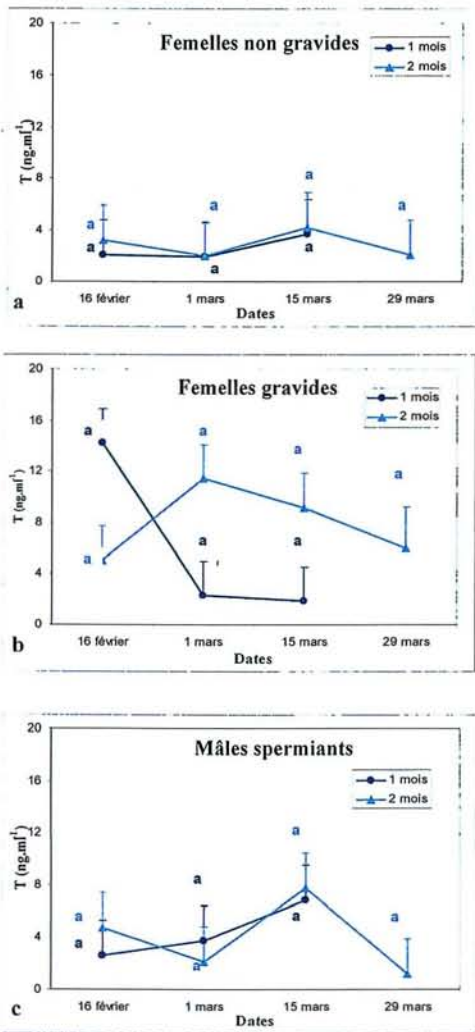 Femelles non gravides
1 mois
2 mois
20
16
12
8
4
0
T (ng.ml⁻¹)
a
a
a
a
a
a
a
16 février
1 mars
15 mars
29 mars
Dates
a
Femelles gravides
1 mois
2 mois
20
16
12
8
4
0
T (ng.ml⁻¹)
a
a
a
a
a
a
a
16 février
1 mars
15 mars
29 mars
Dates
b
Mâles spermiants
1 mois
2 mois
20
16
12
8
4
0
T (ng.ml⁻¹)
a
a
a
a
a
a
a
16 février
1 mars
15 mars
29 mars
Dates
c